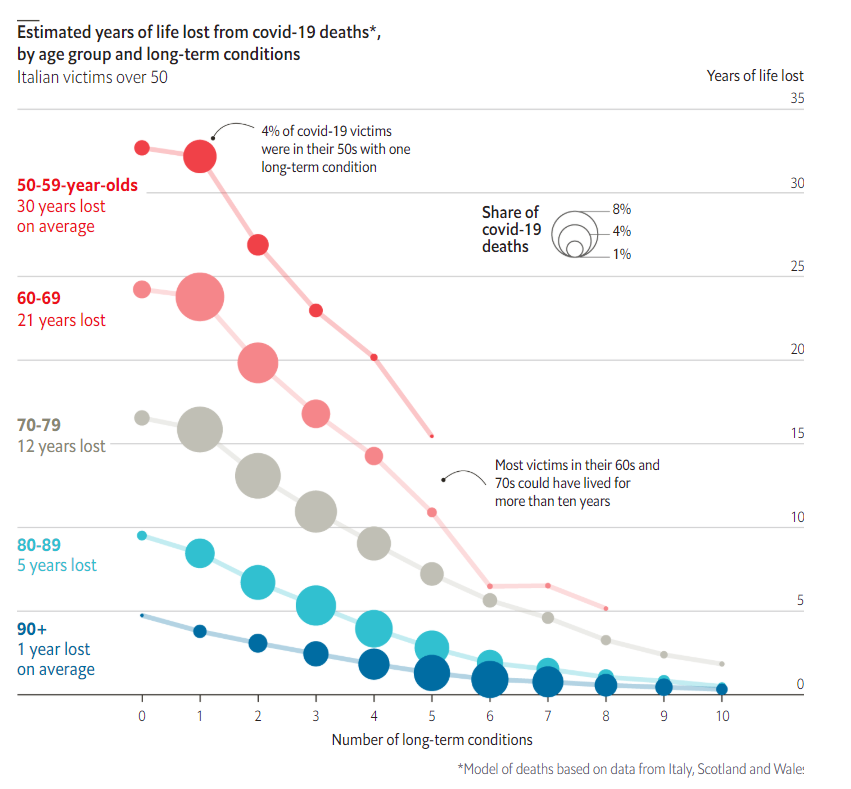 Estimated years of life lost from covid-19 deaths*,
by age group and long-term conditions
Italian victims over 50
Years of life lost
35
4% of covid-19 victims
were in their 50s with one
long-term condition
50-59-year-olds
30 years lost
on average
30
Share of
covid-19
deaths
8%
4%
1%
25
60-69
21 years lost
20
70-79
12 years lost
15
Most victims in their 60s and
70s could have lived for
more than ten years
10
80-89
5 years lost
5
90+
1 year lost
on average
0
0 1 2 3 4 5 6 7 8 9 10
Number of long-term conditions
*Model of deaths based on data from Italy, Scotland and Wales